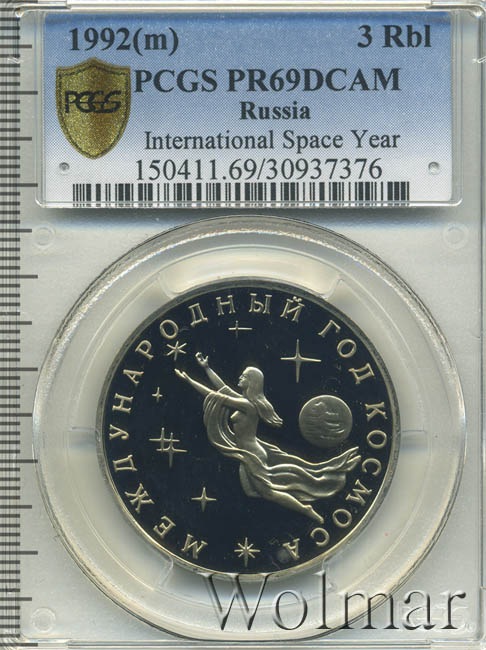 1992(m) 3 Rbl
PCGS
PCGS PR69DCAM
Russia
International Space Year
150411.69/30937376
МЕЖДУНАРОДНЫЙ ГОД КОСМОСА
Wolmar